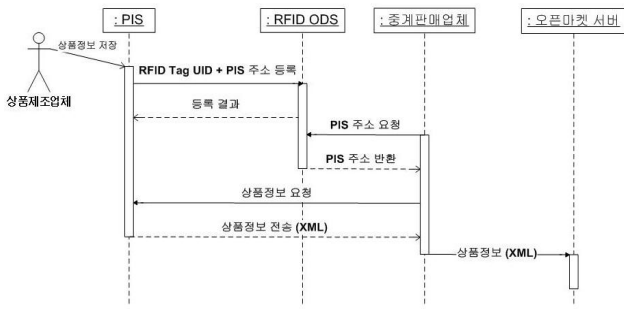 : PIS
: RFID ODS
: 중계판매업체
: 오픈마켓 서버
상품정보 저장
상품제조업체
RFID Tag UID + PIS 주소 등록
등록 결과
PIS 주소 요청
PIS 주소 반환
상품정보 요청
상품정보 전송 (XML)
상품정보 (XML)